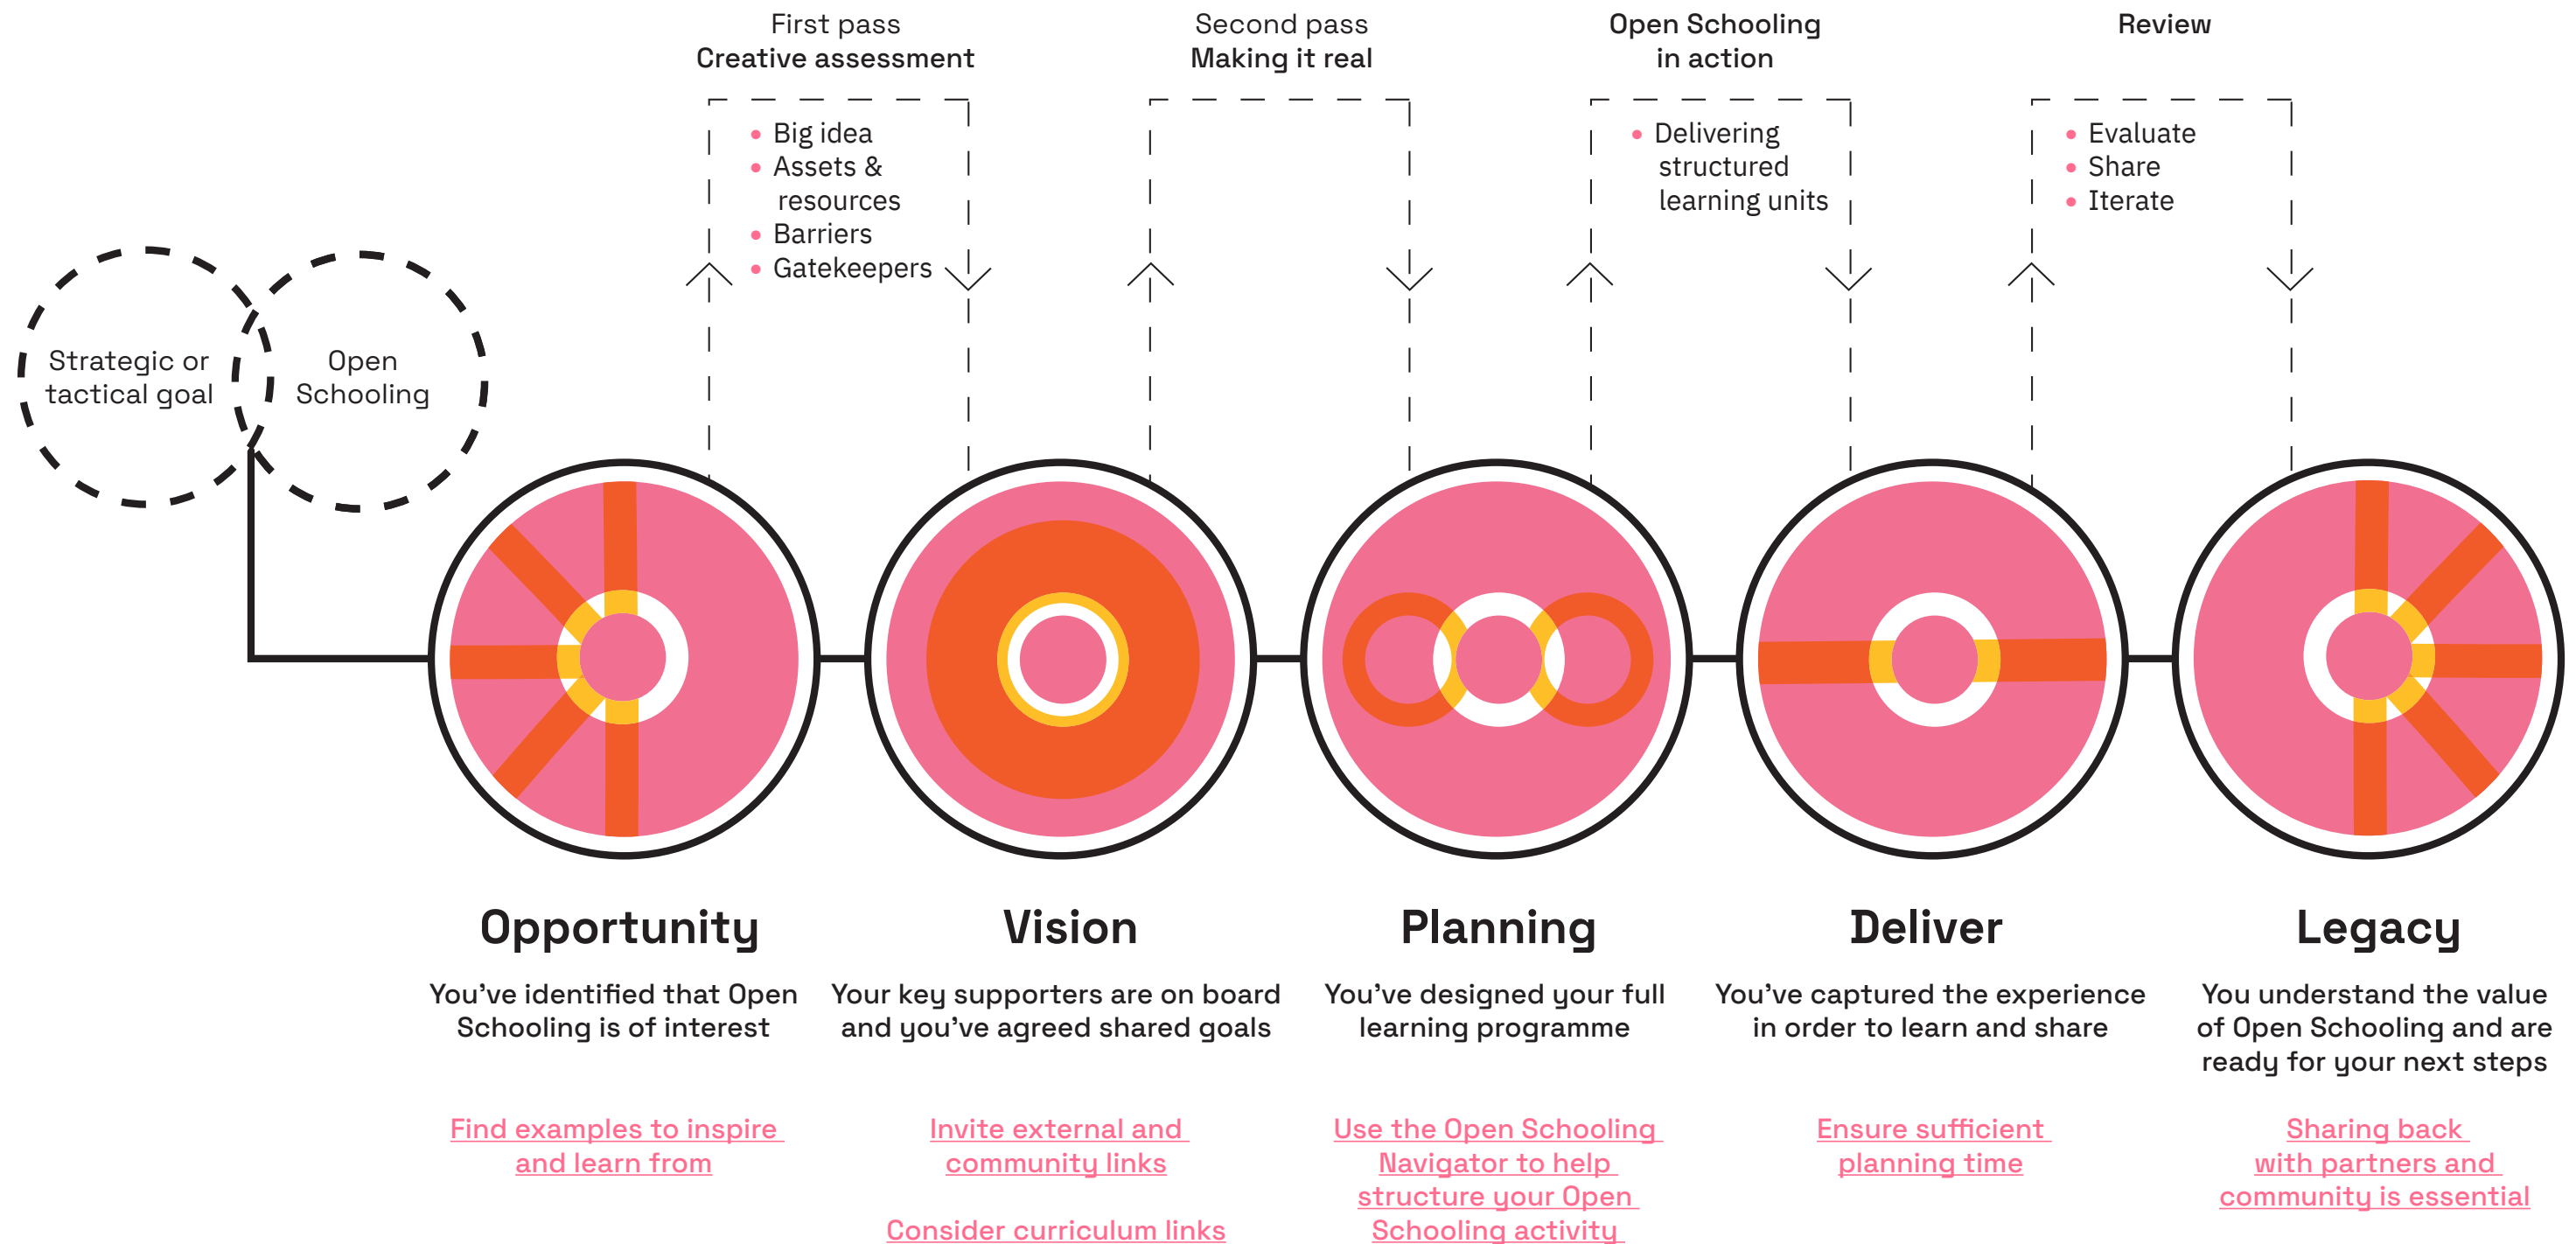 First pass
Creative assessment
Second pass
Making it real
Open Schooling
in action
Review
• Big idea
• Assets &
resources
• Barriers
• Gatekeepers
• Delivering
structured
learning units
• Evaluate
• Share
• Iterate
Strategic or
tactical goal
Open
Schooling
Opportunity
You’ve identified that Open
Schooling is of interest
Find examples to inspire
and learn from
Vision
Your key supporters are on board
and you’ve agreed shared goals
Invite external and
community links
Consider curriculum links
Planning
You’ve designed your full
learning programme
Use the Open Schooling
Navigator to help
structure your Open
Schooling activity
Deliver
You’ve captured the experience
in order to learn and share
Ensure sufficient
planning time
Legacy
You understand the value
of Open Schooling and are
ready for your next steps
Sharing back
with partners and
community is essential